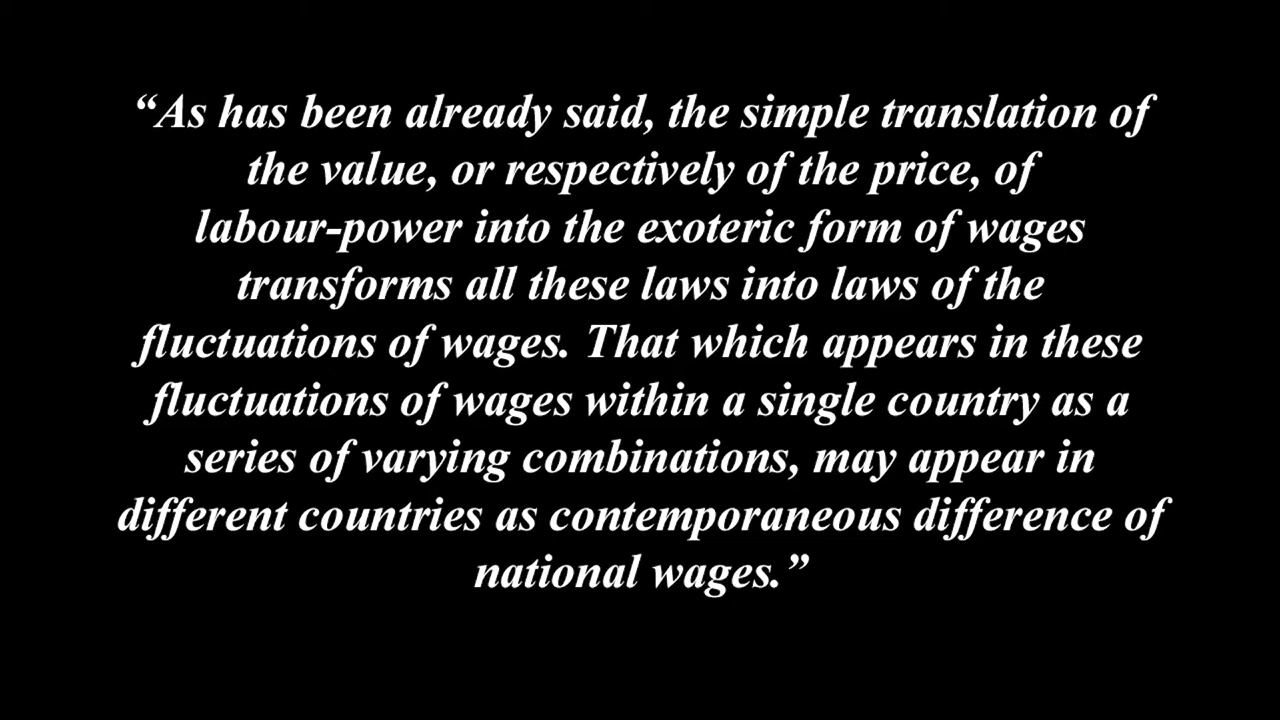 “As has been already said, the simple translation of
the value, or respectively of the price, of
labour-power into the exoteric form of wages
transforms all these laws into laws of the
fluctuations of wages. That which appears in these
fluctuations of wages within a single country as a
series of varying combinations, may appear in
different countries as contemporaneous difference of
national wages.”